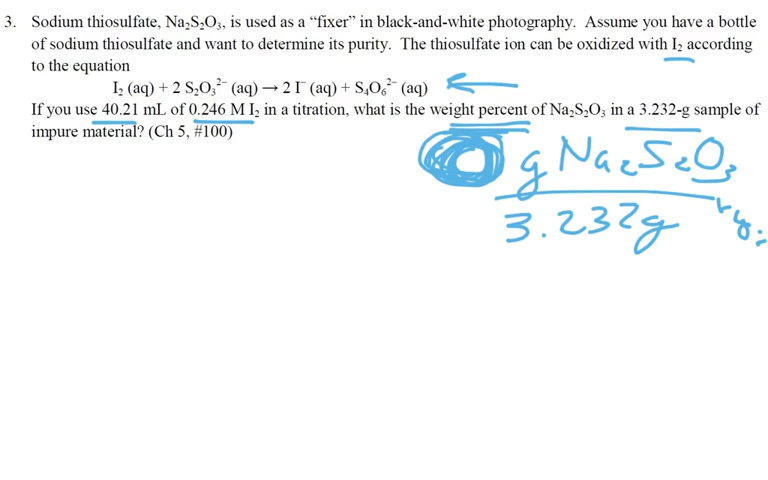 3. Sodium thiosulfate, Na₂S₂O₃, is used as a “fixer” in black-and-white photography. Assume you have a bottle
of sodium thiosulfate and want to determine its purity. The thiosulfate ion can be oxidized with I₂ according
to the equation
I₂ (aq) + 2 S₂O₃²⁻ (aq) → 2 I⁻ (aq) + S₄O₆²⁻ (aq)
If you use 40.21 mL of 0.246 M I₂ in a titration, what is the weight percent of Na₂S₂O₃ in a 3.232-g sample of
impure material? (Ch 5, #100)
g Na₂S₂O₃
3.232g